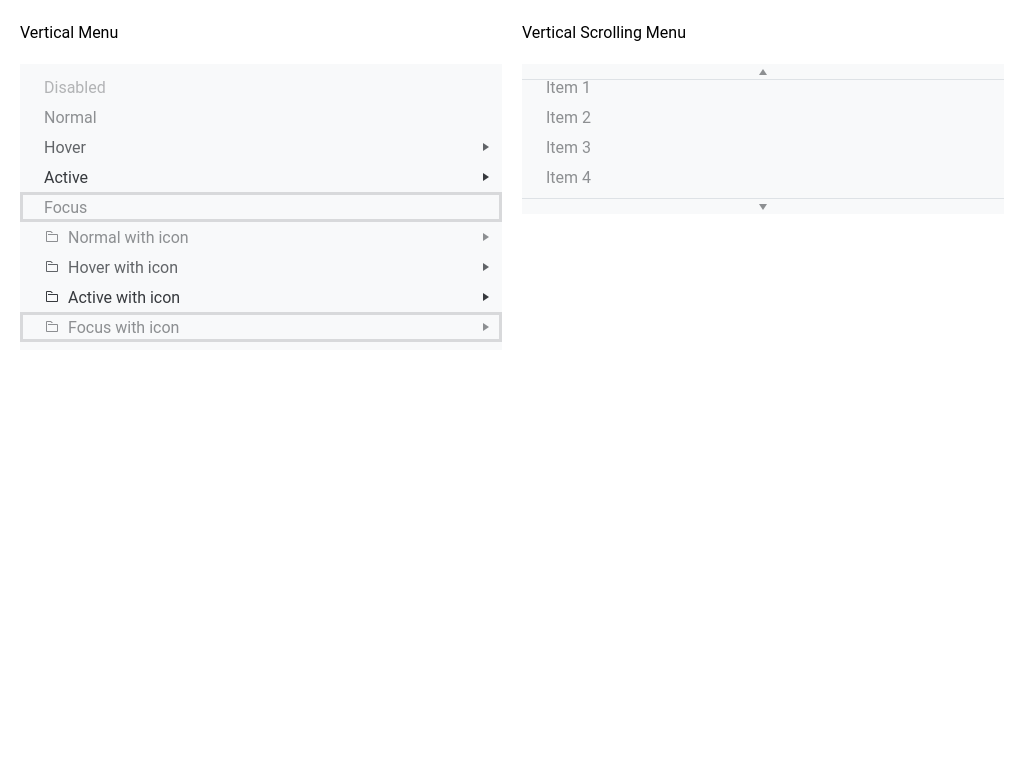 Vertical Menu
Disabled
Normal
Hover
Active
Focus
Normal with icon
Hover with icon
Active with icon
Focus with icon
Vertical Scrolling Menu
Item 1
Item 2
Item 3
Item 4